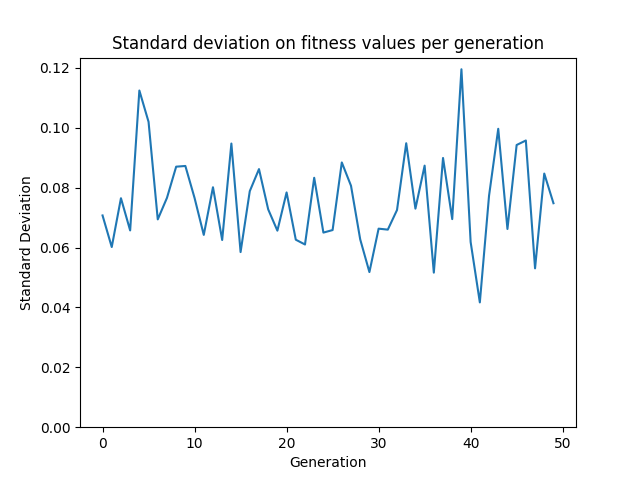 Standard deviation on fitness values per generation
Standard Deviation
0.12
0.10
0.08
0.06
0.04
0.02
0.00
0 10 20 30 40 50
Generation